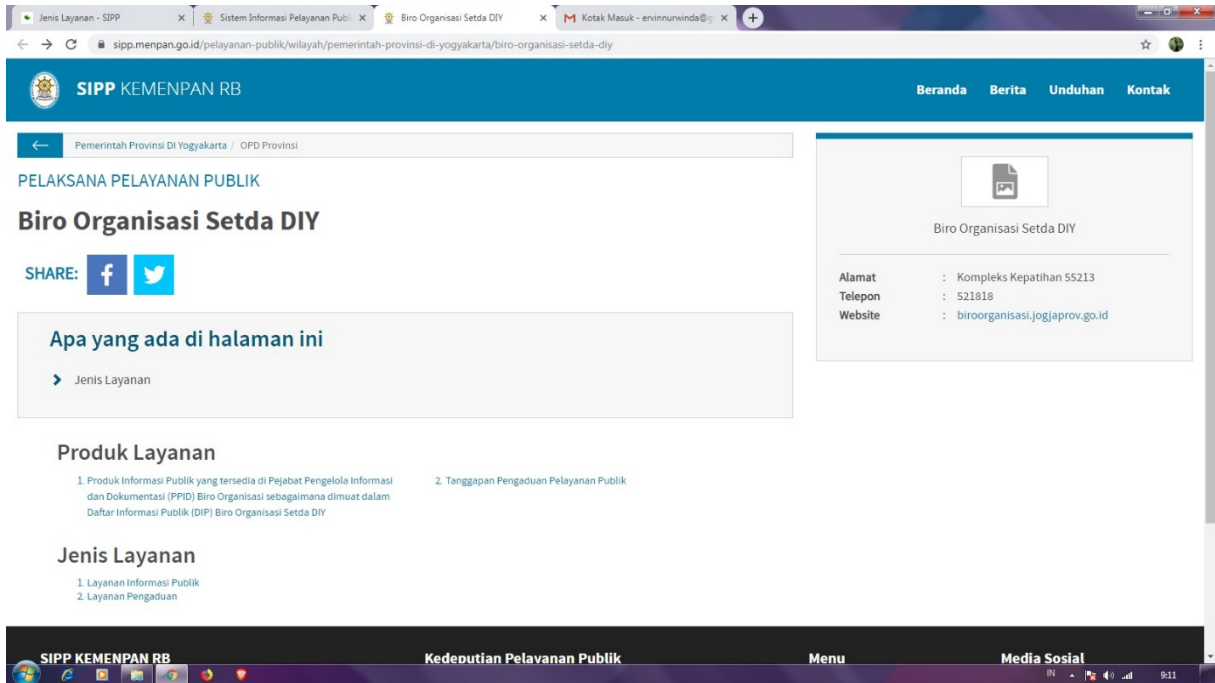 Jenis Layanan - SIPP
Sistem Informasi Pelayanan Publi
Biro Organisasi Setda DIY
Kotak Masuk - ervinnurwinda@g
sipp.menpan.go.id/pelayanan-publik/wilayah/pemerintah-provinsi-di-yogyakarta/biro-organisasi-setda-diy
SIPP KEMENPAN RB
Beranda Berita Unduhan Kontak
Pemerintah Provinsi DI Yogyakarta / OPD Provinsi
PELAKSANA PELAYANAN PUBLIK
Biro Organisasi Setda DIY
SHARE:
Apa yang ada di halaman ini
Jenis Layanan
Produk Layanan
1. Produk Informasi Publik yang tersedia di Pejabat Pengelola Informasi
dan Dokumentasi (PPID) Biro Organisasi sebagaimana dimuat dalam
Daftar Informasi Publik (DIP) Biro Organisasi Setda DIY
2. Tanggapan Pengaduan Pelayanan Publik
Jenis Layanan
1. Layanan Informasi Publik
2. Layanan Pengaduan
Biro Organisasi Setda DIY
Alamat : Kompleks Kepatihan 55213
Telepon : 521818
Website : biroorganisasi.jogjaprov.go.id
SIPP KEMENPAN RB
Kedeputian Pelayanan Publik
Menu
Media Sosial
IN
9:11